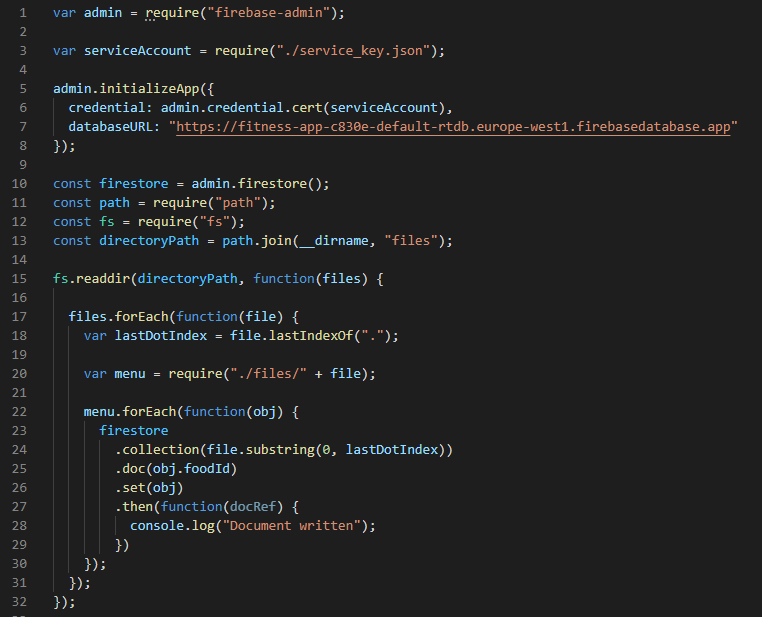 1 var admin = require("firebase-admin");
2
3 var serviceAccount = require("./service_key.json");
4
5 admin.initializeApp({
6 credential: admin.credential.cert(serviceAccount),
7 databaseURL: "https://fitness-app-c830e-default-rtdb.europe-west1.firebasedatabase.app"
8 });
9
10 const firestore = admin.firestore();
11 const path = require("path");
12 const fs = require("fs");
13 const directoryPath = path.join(__dirname, "files");
14
15 fs.readdir(directoryPath, function(files) {
16
17 files.forEach(function(file) {
18 var lastDotIndex = file.lastIndexOf(".");
19
20 var menu = require("./files/" + file);
21
22 menu.forEach(function(obj) {
23 firestore
24 .collection(file.substring(0, lastDotIndex))
25 .doc(obj.foodId)
26 .set(obj)
27 .then(function(docRef) {
28 console.log("Document written");
29 })
30 });
31 });
32 });